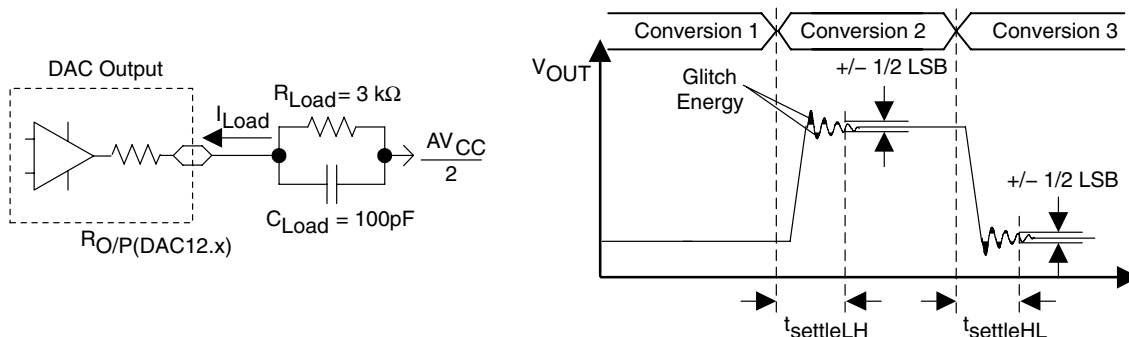 DAC Output
I_Load
R_Load = 3 kΩ
AV_CC
2
C_Load = 100pF
R_O/P(DAC12.x)
Conversion 1
Conversion 2
Conversion 3
V_OUT
Glitch
Energy
+/− 1/2 LSB
+/− 1/2 LSB
t_settleLH
t_settleHL